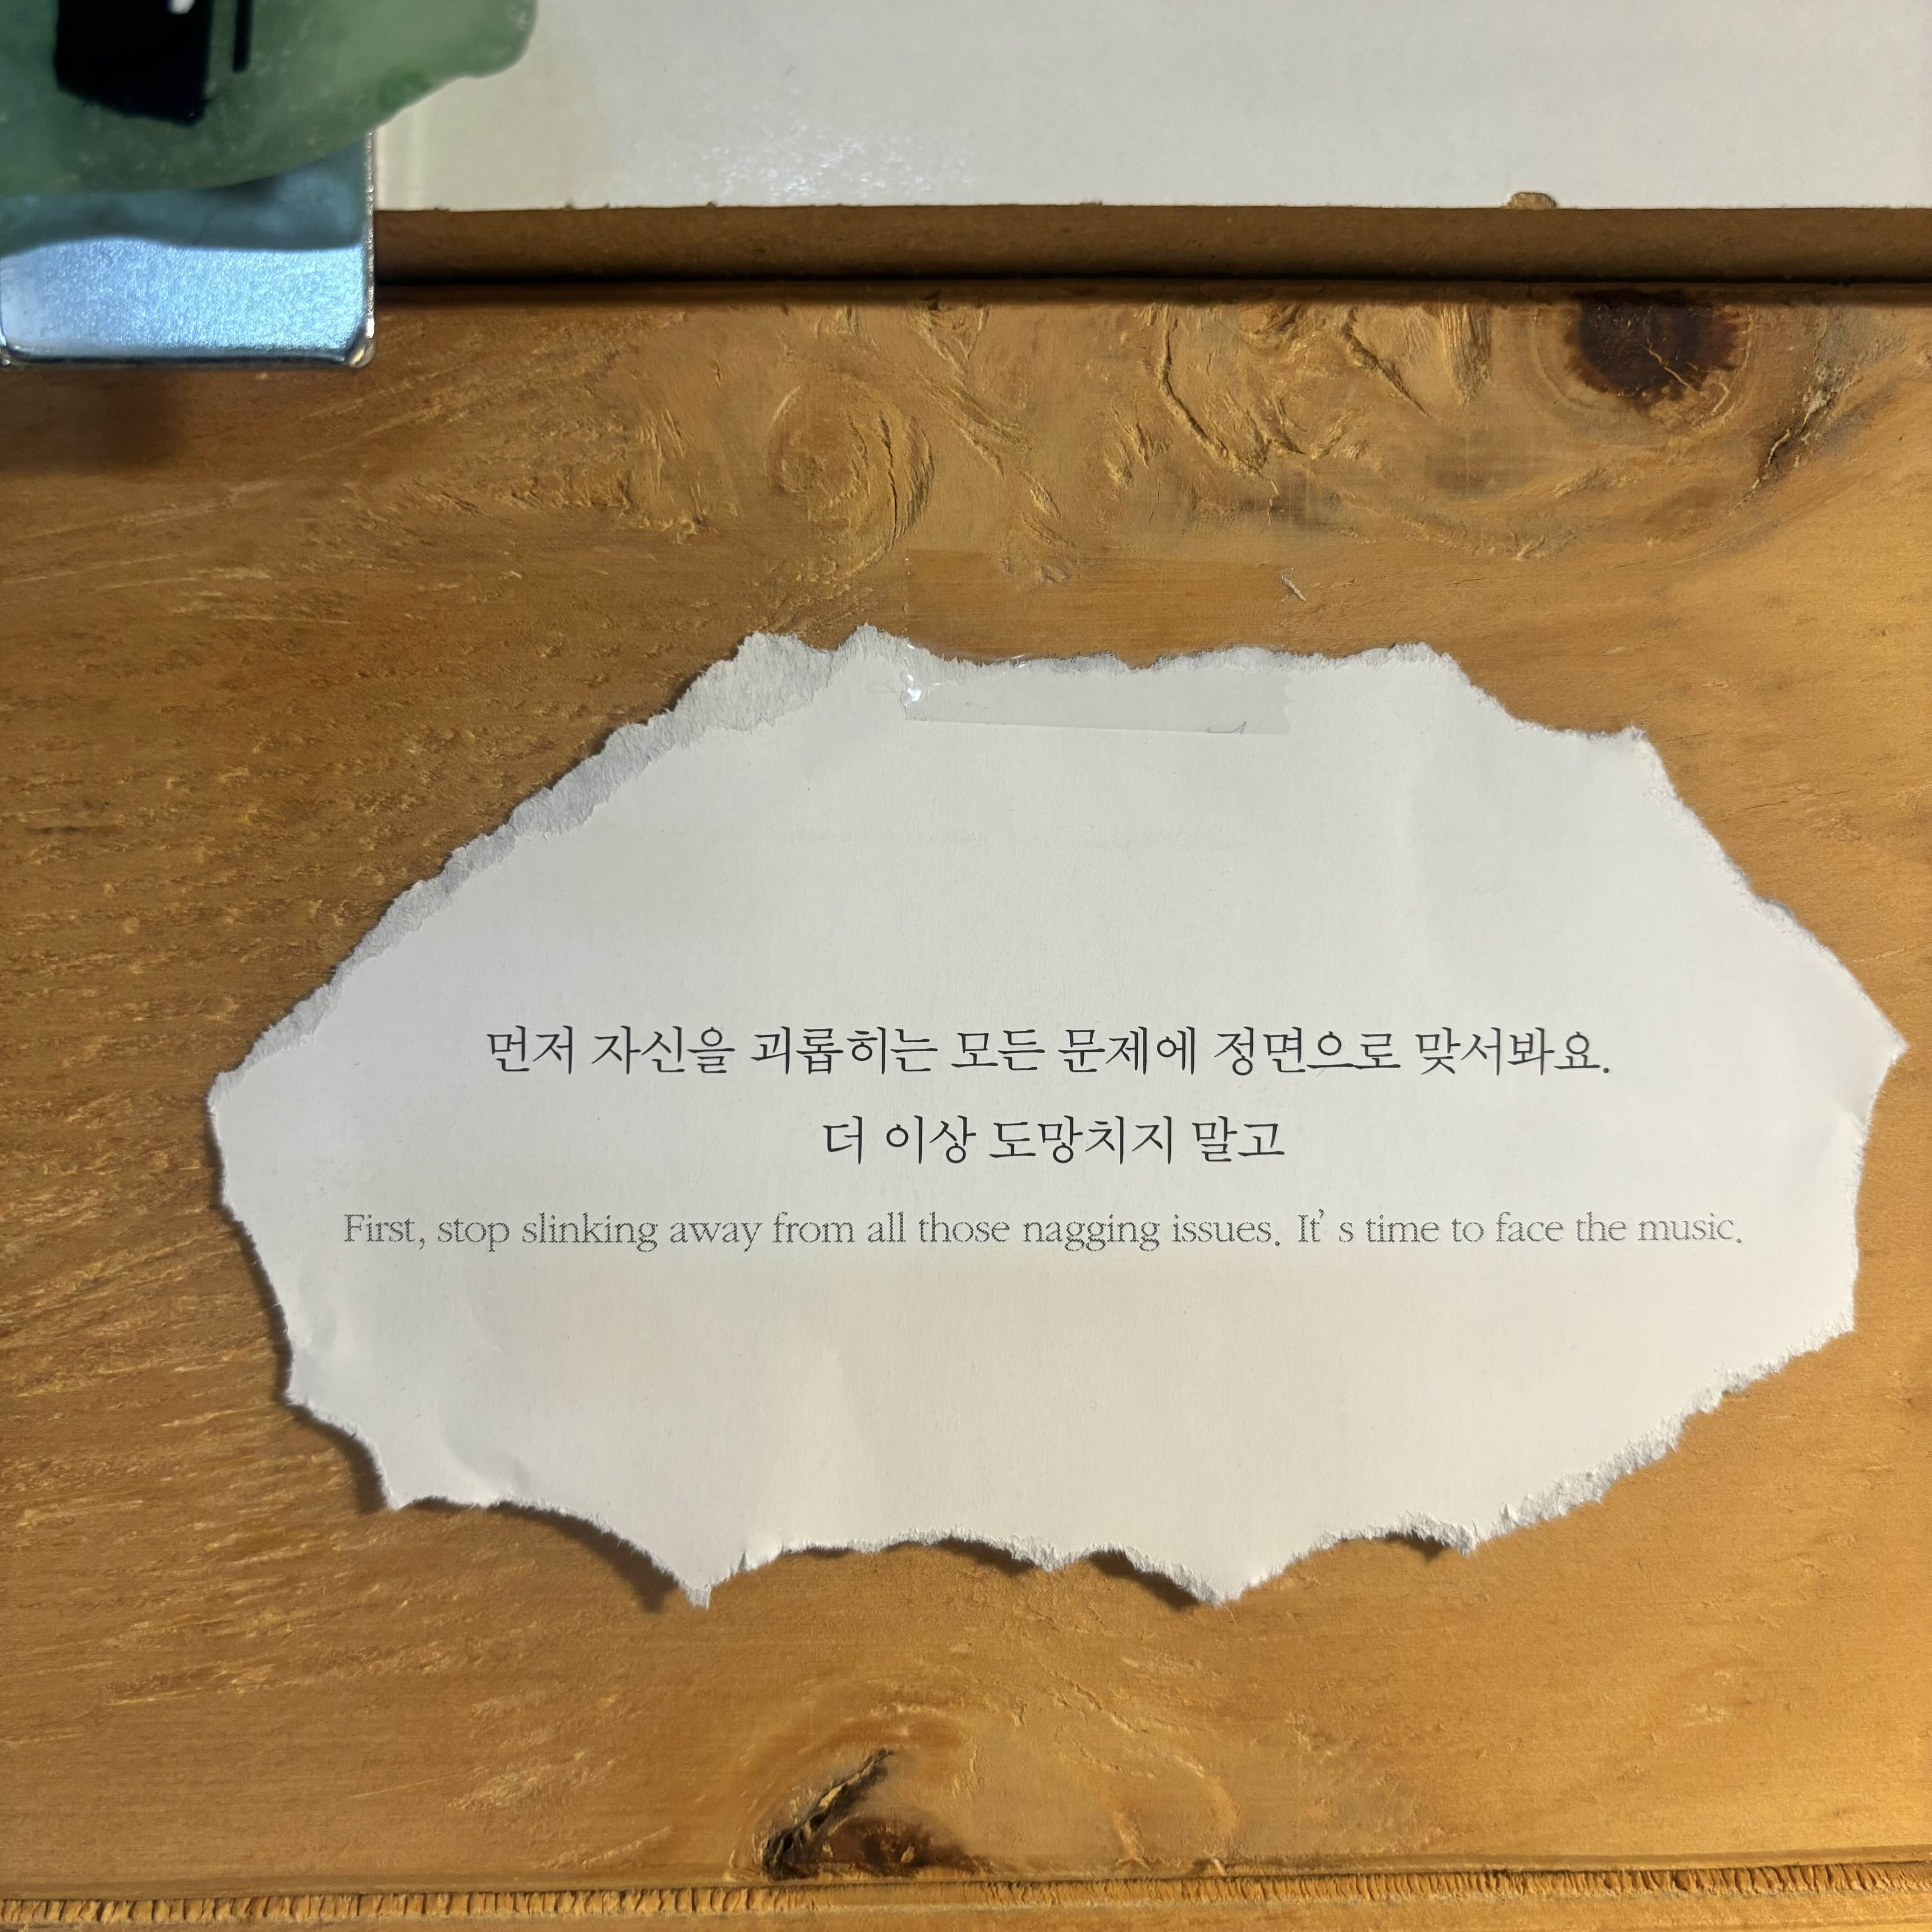 먼저 자신을 괴롭히는 모든 문제에 정면으로 맞서봐요.
더 이상 도망치지 말고
First, stop slinking away from all those nagging issues. It’ s time to face the music.